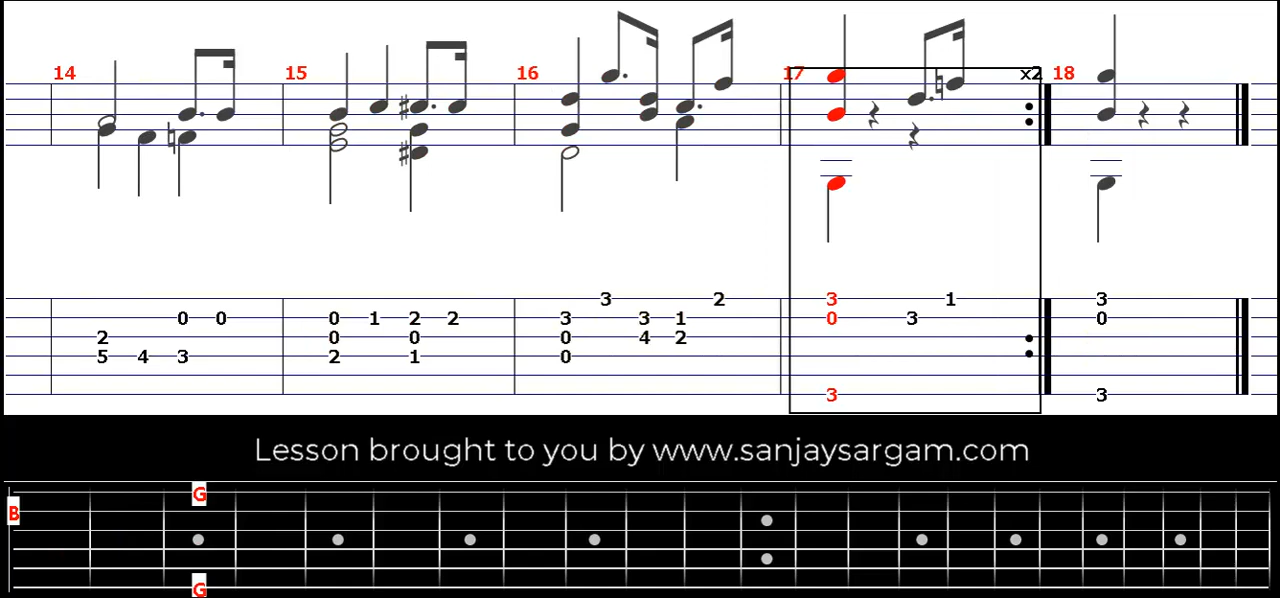 14 15 16 17 x2 18
3 2 3 1 3
0 0 0 1 2 2 3 3 1 0 3 0
2 0 0 0 4 2
5 4 3 2 1 0
3 3
Lesson brought to you by www.sanjaysargam.com
G
B
G